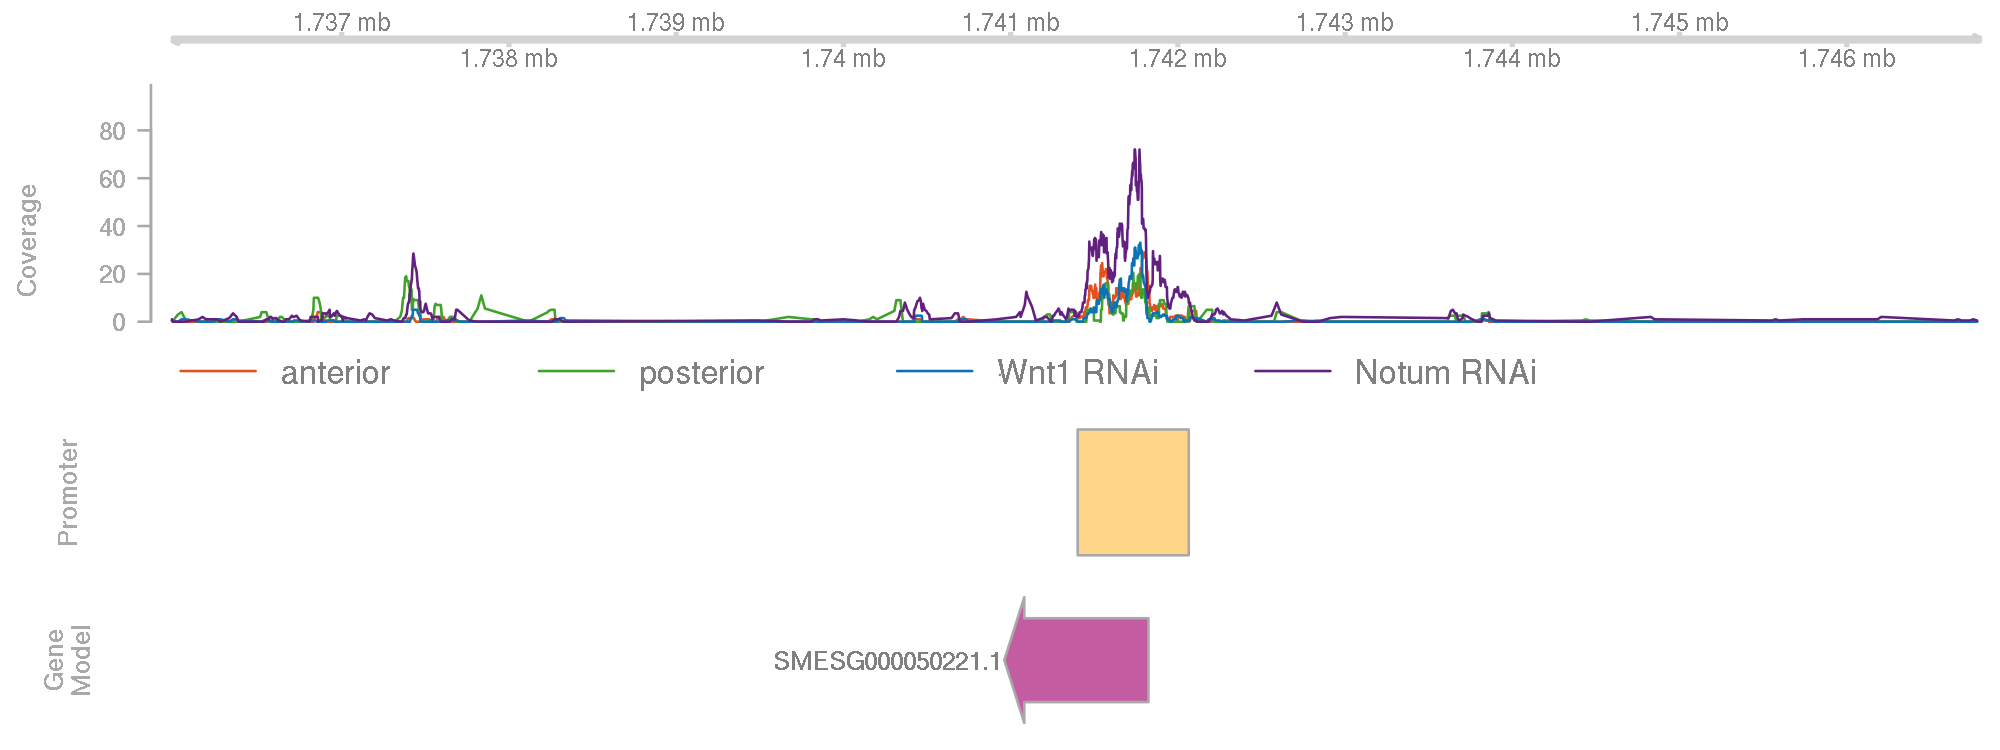 1.737 mb 1.739 mb 1.741 mb 1.743 mb 1.745 mb
1.738 mb 1.74 mb 1.742 mb 1.744 mb 1.746 mb
Coverage
80
60
40
20
0
anterior posterior Wnt1 RNAi Notum RNAi
Promoter
Gene
Model
SMESG000050221.1